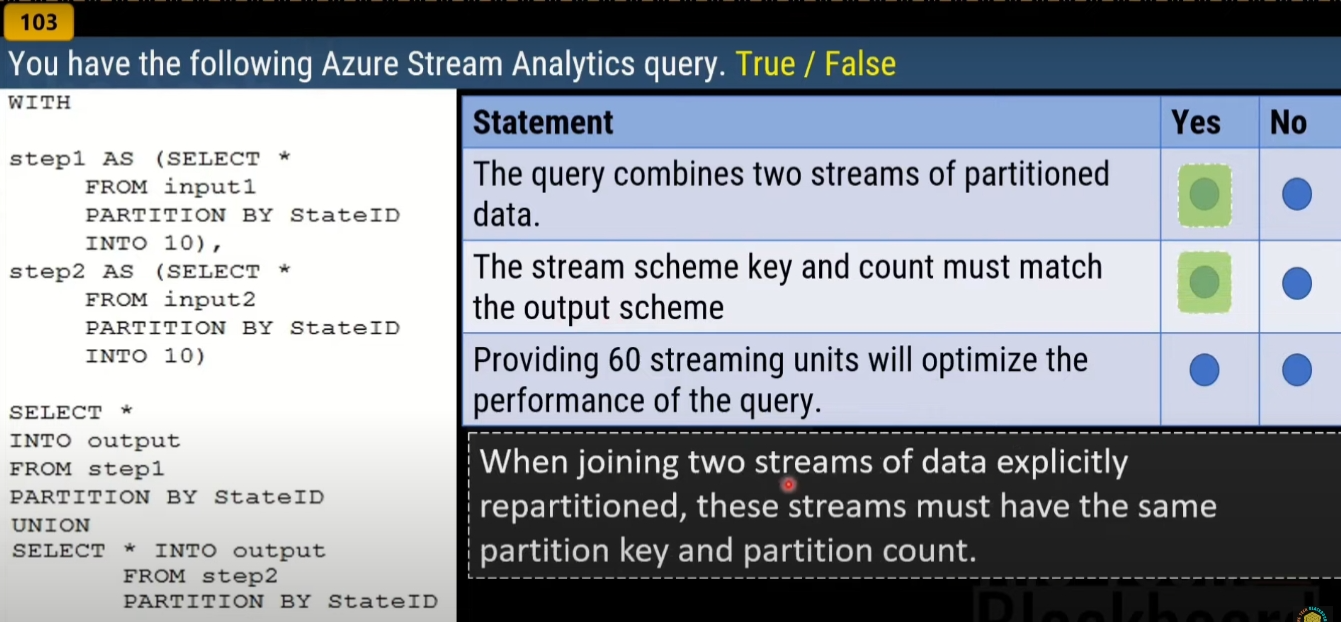 103
You have the following Azure Stream Analytics query. True / False
WITH
step1 AS (SELECT *
FROM input1
PARTITION BY StateID
INTO 10),
step2 AS (SELECT *
FROM input2
PARTITION BY StateID
INTO 10)
SELECT *
INTO output
FROM step1
PARTITION BY StateID
UNION
SELECT * INTO output
FROM step2
PARTITION BY StateID
Statement Yes No
The query combines two streams of partitioned
data.
The stream scheme key and count must match
the output scheme
Providing 60 streaming units will optimize the
performance of the query.
When joining two streams of data explicitly
repartitioned, these streams must have the same
partition key and partition count.